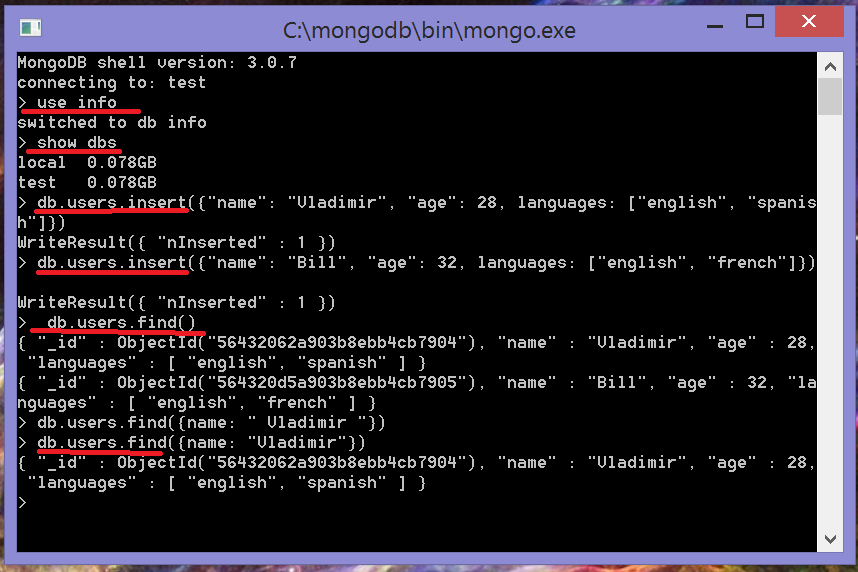 C:\mongodb\bin\mongo.exe
MongoDB shell version: 3.0.7
connecting to: test
> use info
switched to db info
> show dbs
local  0.078GB
test   0.078GB
> db.users.insert({"name": "Vladimir", "age": 28, languages: ["english", "spanis
h"]})
WriteResult({ "nInserted" : 1 })
> db.users.insert({"name": "Bill", "age": 32, languages: ["english", "french"]})
WriteResult({ "nInserted" : 1 })
>  db.users.find()
{ "_id" : ObjectId("56432062a903b8ebb4cb7904"), "name" : "Vladimir", "age" : 28,
 "languages" : [ "english", "spanish" ] }
{ "_id" : ObjectId("564320d5a903b8ebb4cb7905"), "name" : "Bill", "age" : 32, "la
nguages" : [ "english", "french" ] }
> db.users.find({name: " Vladimir "})
> db.users.find({name: "Vladimir"})
{ "_id" : ObjectId("56432062a903b8ebb4cb7904"), "name" : "Vladimir", "age" : 28,
 "languages" : [ "english", "spanish" ] }
>